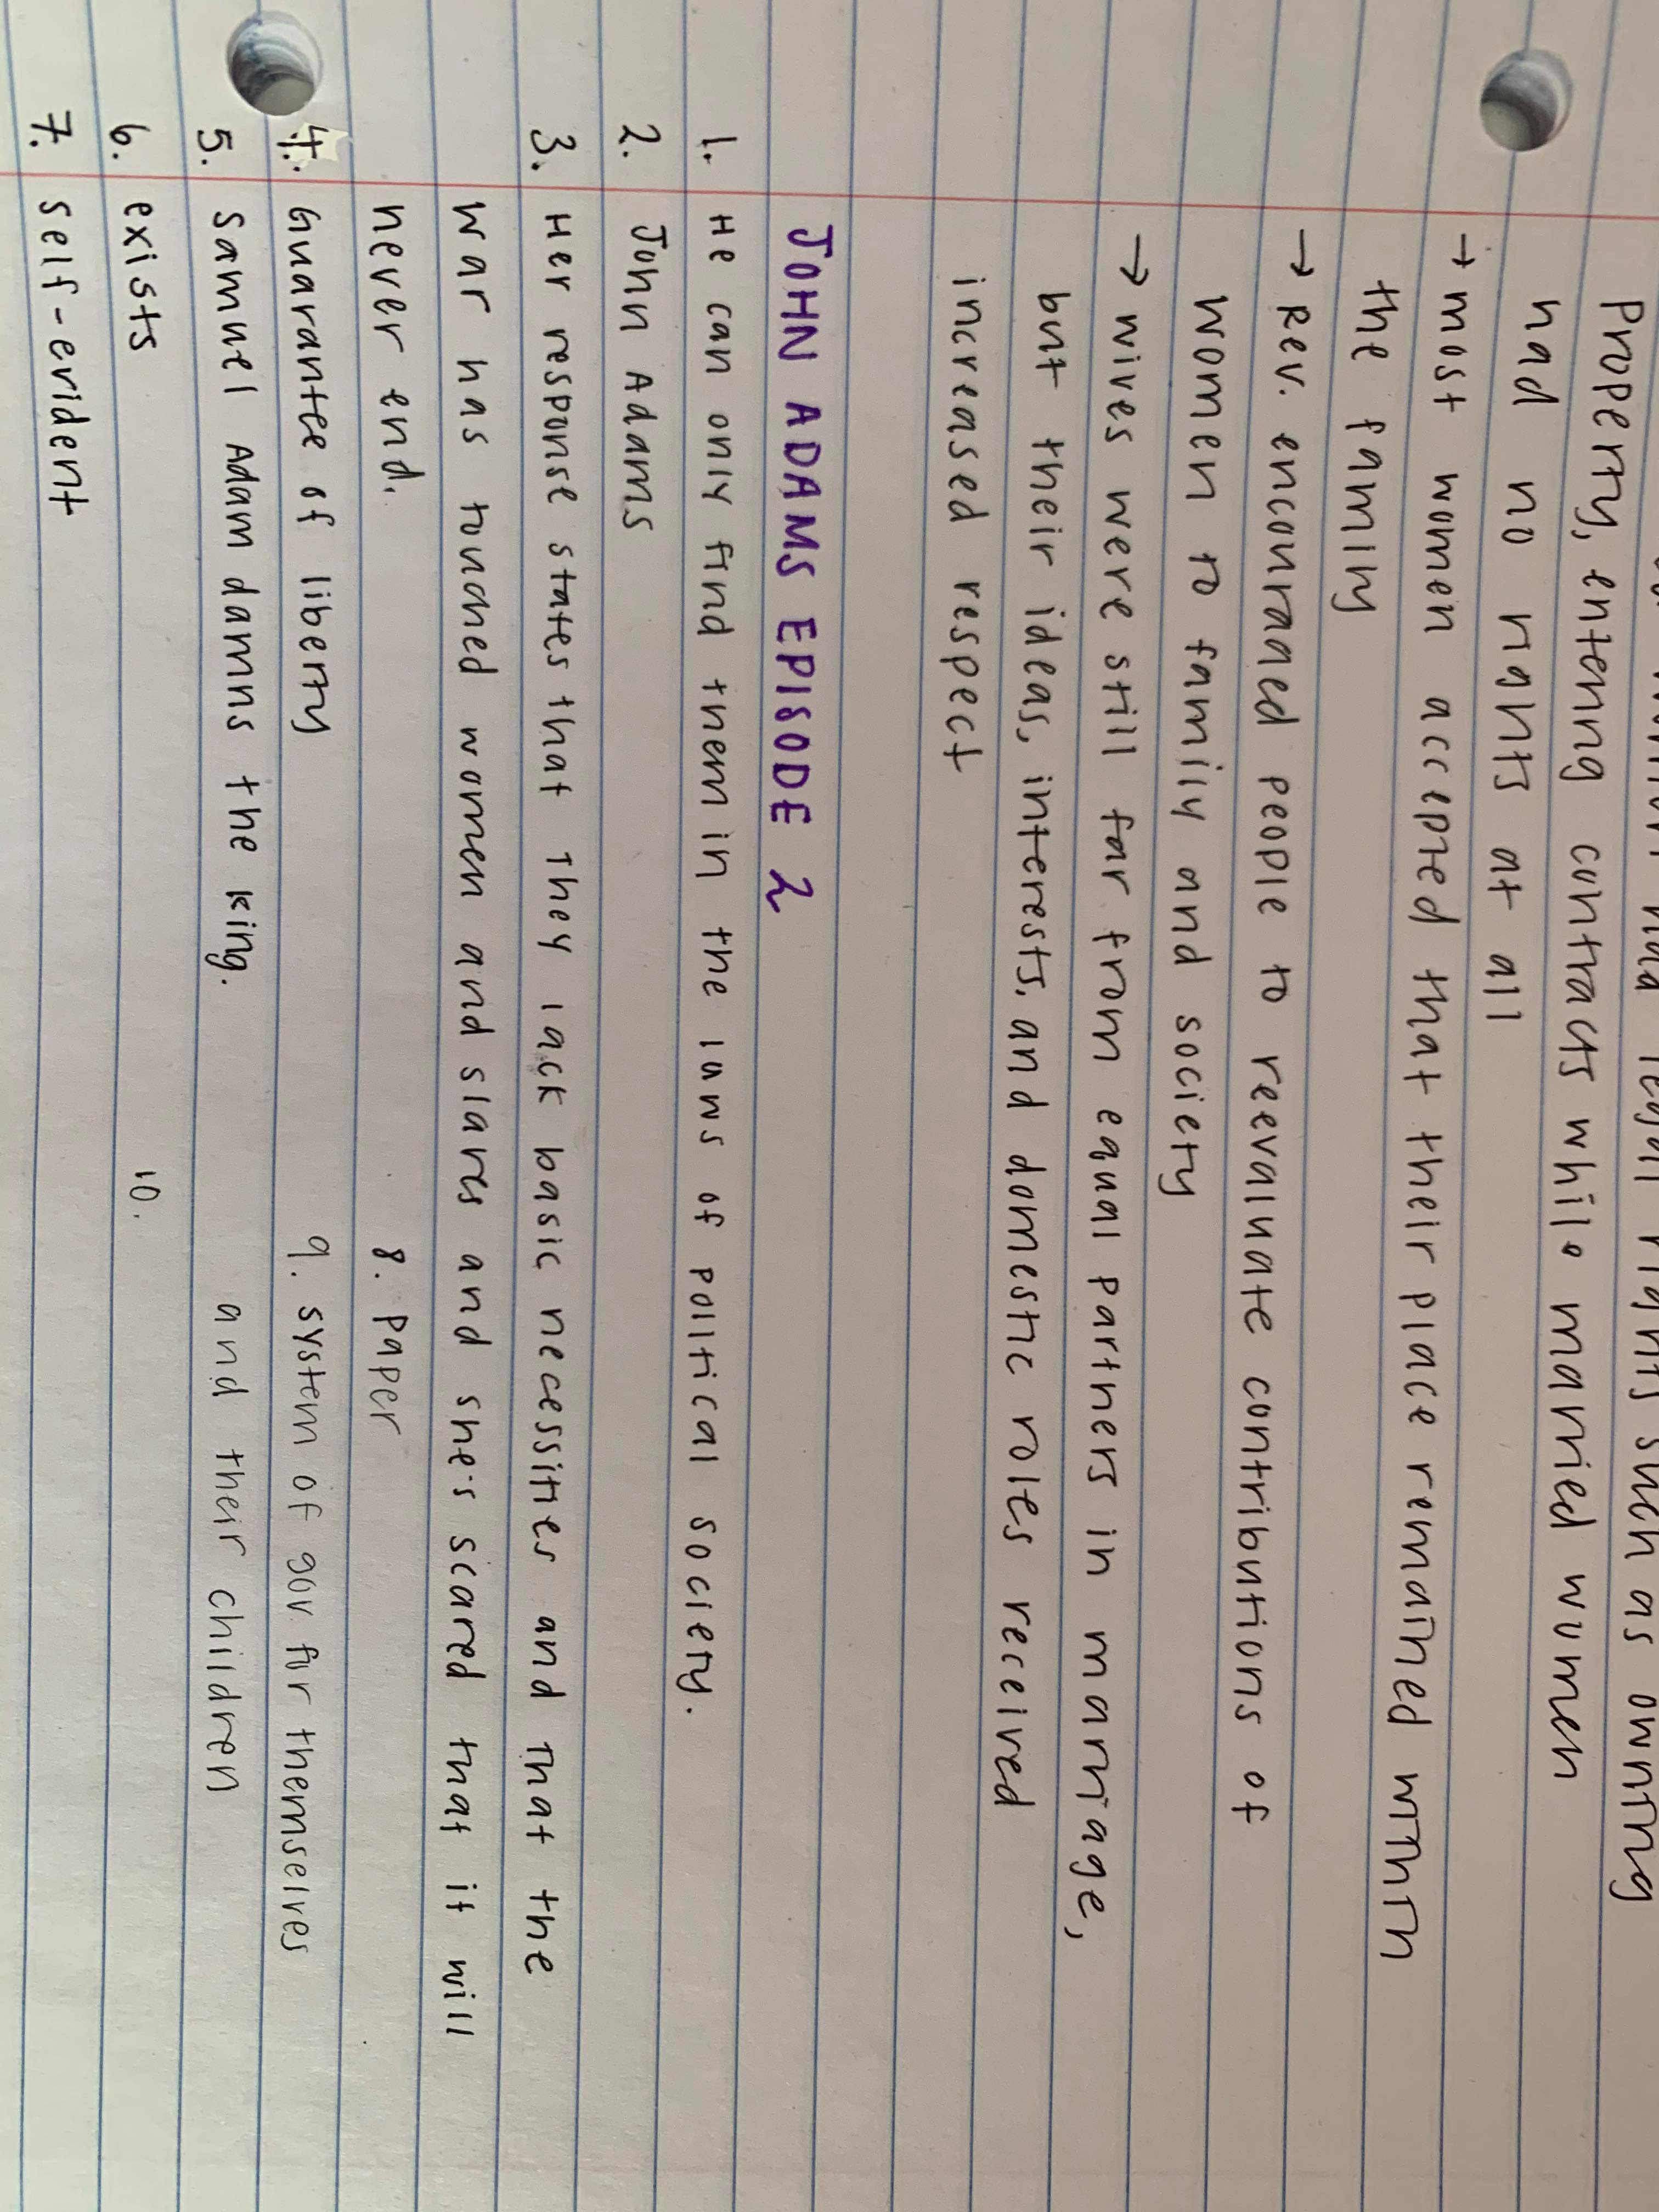 had legal rights such as owning
property, entering contracts while married women
had no rights at all
→ most women accepted that their place remained within
the family
→ Rev. encouraged people to reevaluate contributions of
women to family and society
→ wives were still far from equal partners in marriage,
but their ideas, interests, and domestic roles received
increased respect
JOHN ADAMS EPISODE 2
1. He can only find them in the laws of political society.
2. John Adams
3. Her response states that they lack basic necessities and that the
war has touched women and slaves and she's scared that it will
never end.
8. paper
4. Guarantee of liberty
9. system of gov for themselves
5. Samuel Adam damns the king.
and their children
6. exists
10.
7. self-evident